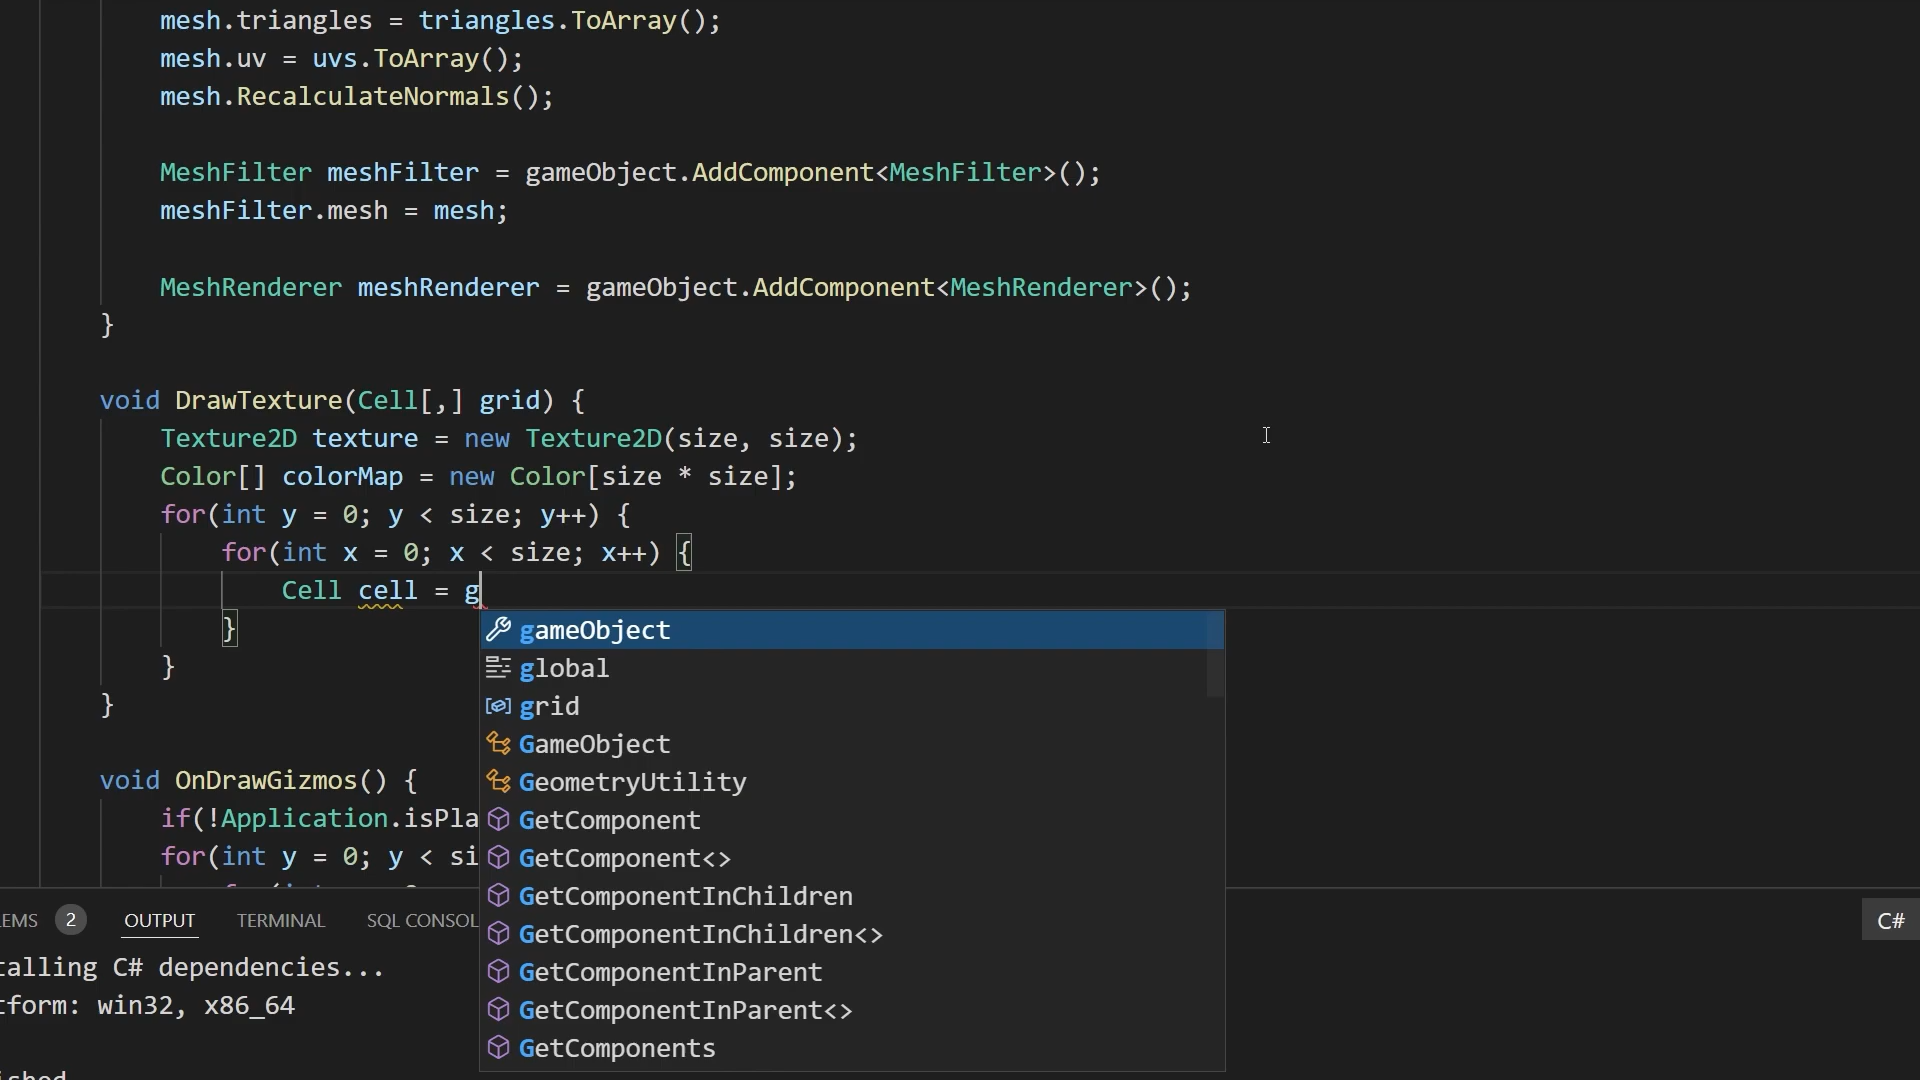 mesh.triangles = triangles.ToArray();
mesh.uv = uvs.ToArray();
mesh.RecalculateNormals();
MeshFilter meshFilter = gameObject.AddComponent<MeshFilter>();
meshFilter.mesh = mesh;
MeshRenderer meshRenderer = gameObject.AddComponent<MeshRenderer>();
}
void DrawTexture(Cell[,] grid) {
Texture2D texture = new Texture2D(size, size);
Color[] colorMap = new Color[size * size];
for(int y = 0; y < size; y++) {
for(int x = 0; x < size; x++) {
Cell cell = g
}
}
}
gameObject
global
grid
GameObject
GeometryUtility
GetComponent
GetComponent<>
GetComponentInChildren
GetComponentInChildren<>
GetComponentInParent
GetComponentInParent<>
GetComponents
void OnDrawGizmos() {
if(!Application.isPla
for(int y = 0; y < si
EMS 2 OUTPUT TERMINAL SQL CONSOL C#
talling C# dependencies...
tform: win32, x86_64
ished